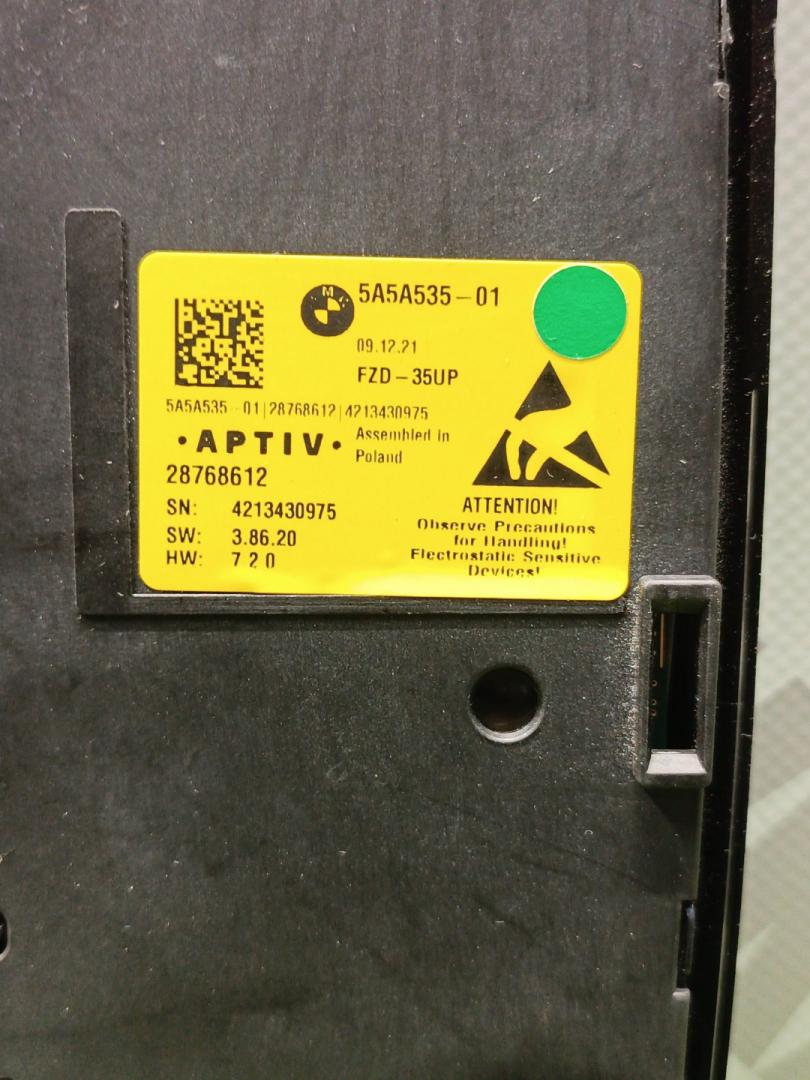 5A5A535-01
09.12.21
FZD-35UP
5A5A535 01|28768612|4213430975
·APTIV·
Assembled in
Poland
28768612
SN: 4213430975
SW: 3.86.20
HW: 7 2 0
ATTENTION!
Observe Precautions
for Handling!
Electrostatic Sensitive
Devices!